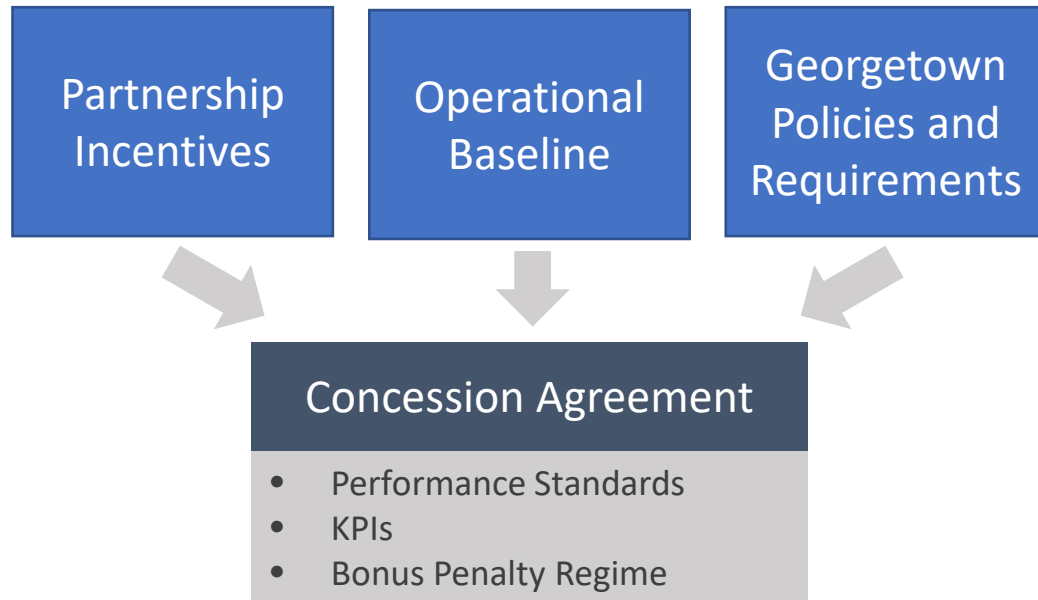 Partnership
Incentives
Operational
Baseline
Georgetown
Policies and
Requirements
Concession Agreement
• Performance Standards
• KPIs
• Bonus Penalty Regime